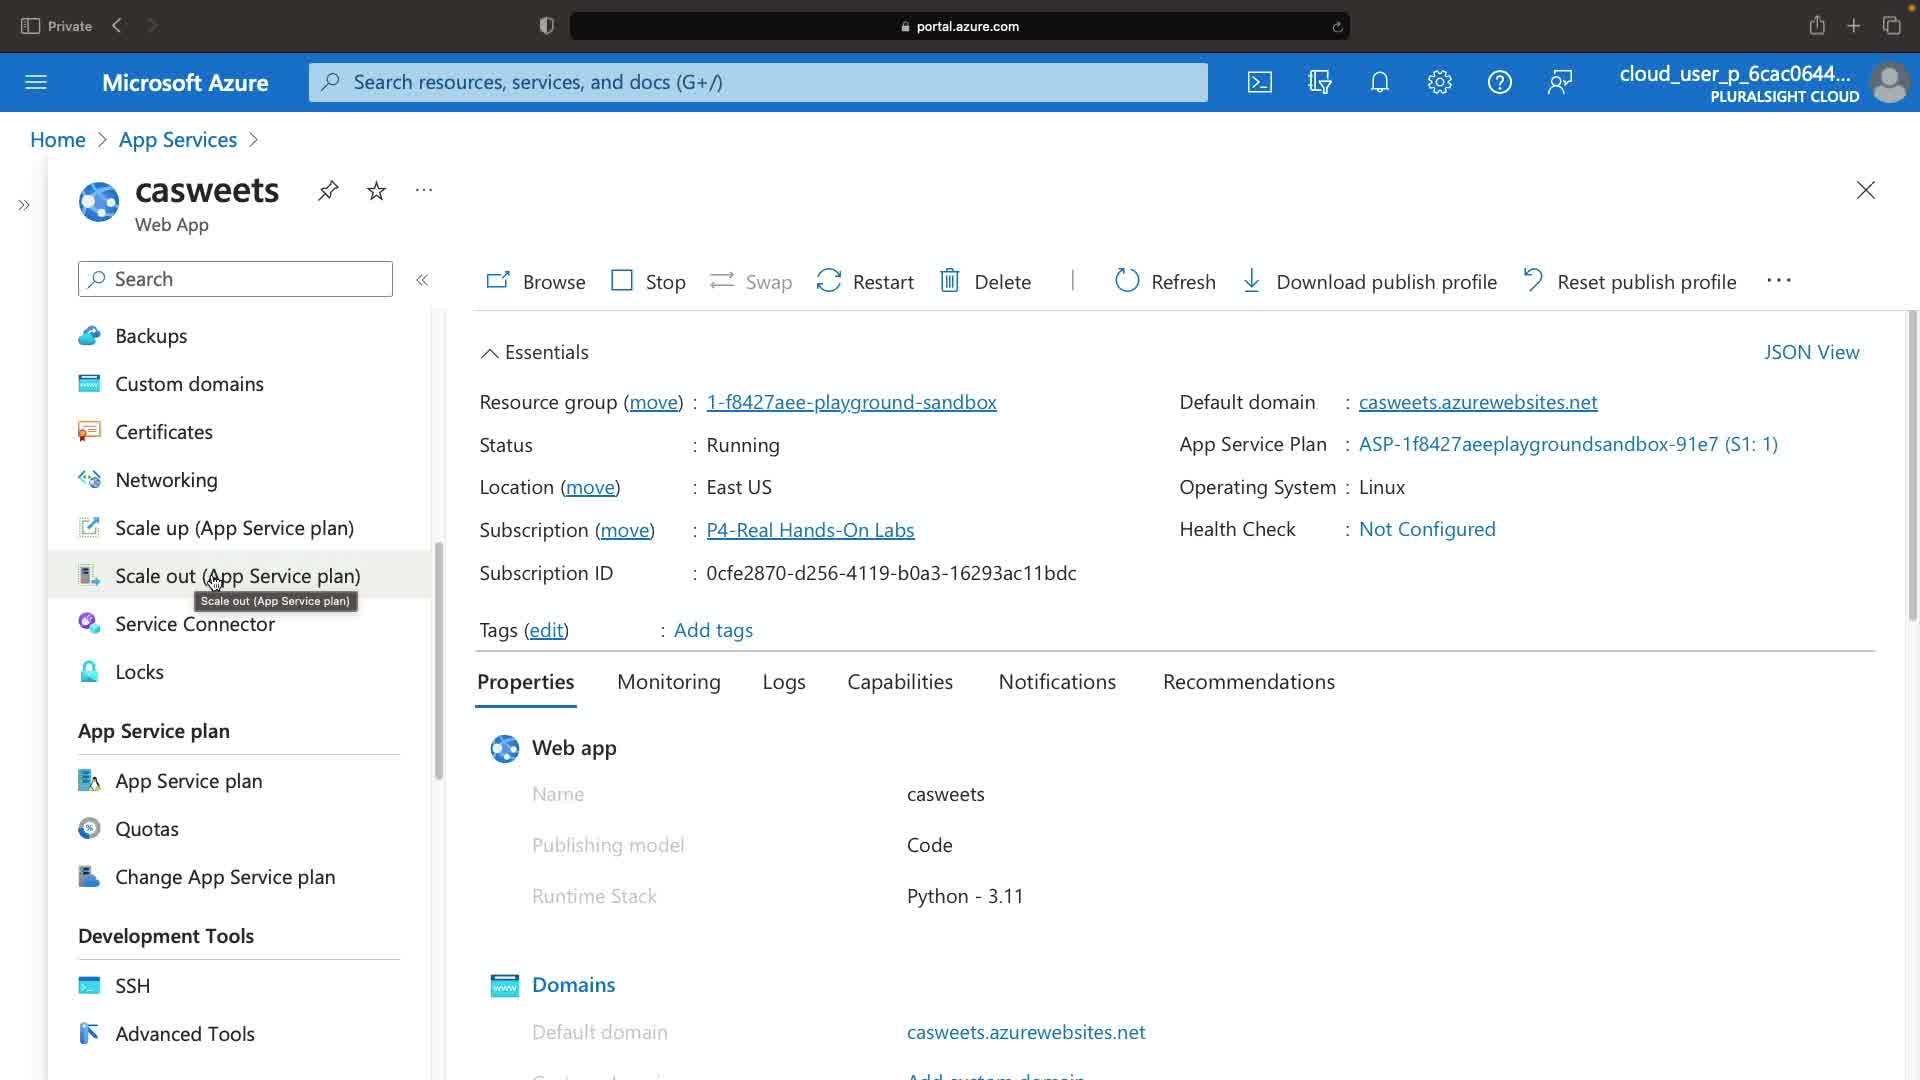 Private
portal.azure.com
Microsoft Azure
Search resources, services, and docs (G+/)
cloud_user_p_6cac0644...
PLURALSIGHT CLOUD
Home > App Services >
casweets
Web App
Search
Backups
Custom domains
Certificates
Networking
Scale up (App Service plan)
Scale out (App Service plan)
Scale out (App Service plan)
Service Connector
Locks
App Service plan
App Service plan
Quotas
Change App Service plan
Development Tools
SSH
Advanced Tools
Browse Stop Swap Restart Delete | Refresh Download publish profile Reset publish profile ...
Essentials JSON View
Resource group (move) : 1-f8427aee-playground-sandbox
Status : Running
Location (move) : East US
Subscription (move) : P4-Real Hands-On Labs
Subscription ID : 0cfe2870-d256-4119-b0a3-16293ac11bdc
Default domain : casweets.azurewebsites.net
App Service Plan : ASP-1f8427aeeplaygroundsandbox-91e7 (S1: 1)
Operating System : Linux
Health Check : Not Configured
Tags (edit) : Add tags
Properties Monitoring Logs Capabilities Notifications Recommendations
Web app
Name casweets
Publishing model Code
Runtime Stack Python - 3.11
Domains
Default domain casweets.azurewebsites.net
Add custom domain